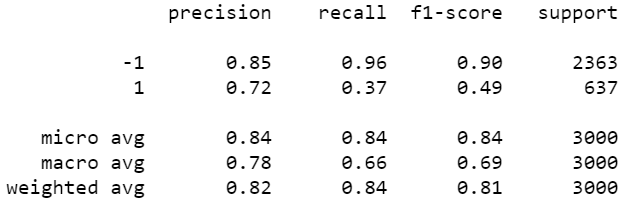 precision recall f1-score support
-1 0.85 0.96 0.90 2363
1 0.72 0.37 0.49 637
micro avg 0.84 0.84 0.84 3000
macro avg 0.78 0.66 0.69 3000
weighted avg 0.82 0.84 0.81 3000